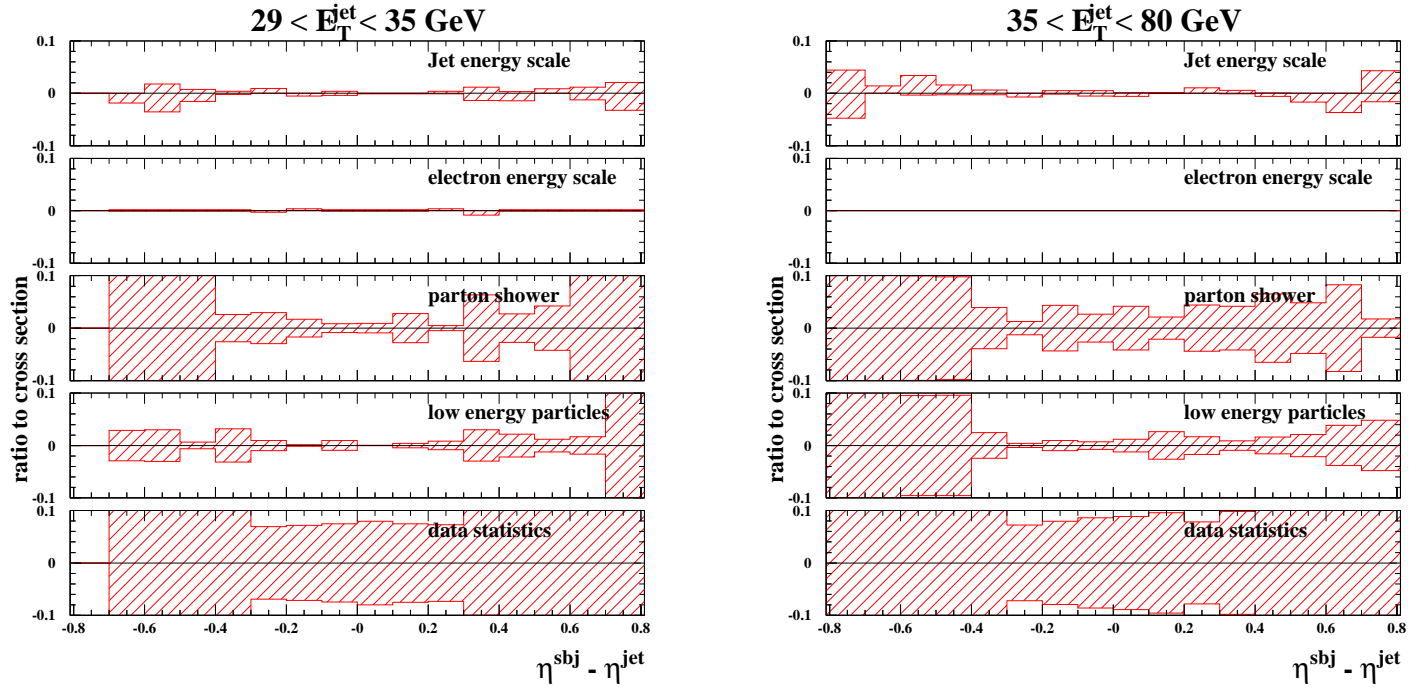 29 < E_T^jet < 35 GeV
0.1
Jet energy scale
0
-0.1
0.1
electron energy scale
0
-0.1
0.1
parton shower
0
-0.1
0.1
low energy particles
0
-0.1
0.1
data statistics
0
-0.1
-0.8 -0.6 -0.4 -0.2 -0 0.2 0.4 0.6 0.8
ratio to cross section
η^sbj - η^jet
35 < E_T^jet < 80 GeV
0.1
Jet energy scale
0
-0.1
0.1
electron energy scale
0
-0.1
0.1
parton shower
0
-0.1
0.1
low energy particles
0
-0.1
0.1
data statistics
0
-0.1
-0.8 -0.6 -0.4 -0.2 -0 0.2 0.4 0.6 0.8
ratio to cross section
η^sbj - η^jet